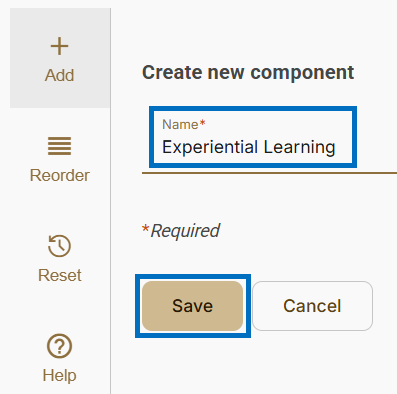 Add
Reorder
Reset
Help
Create new component
Name*
Experiential Learning
*Required
Save
Cancel